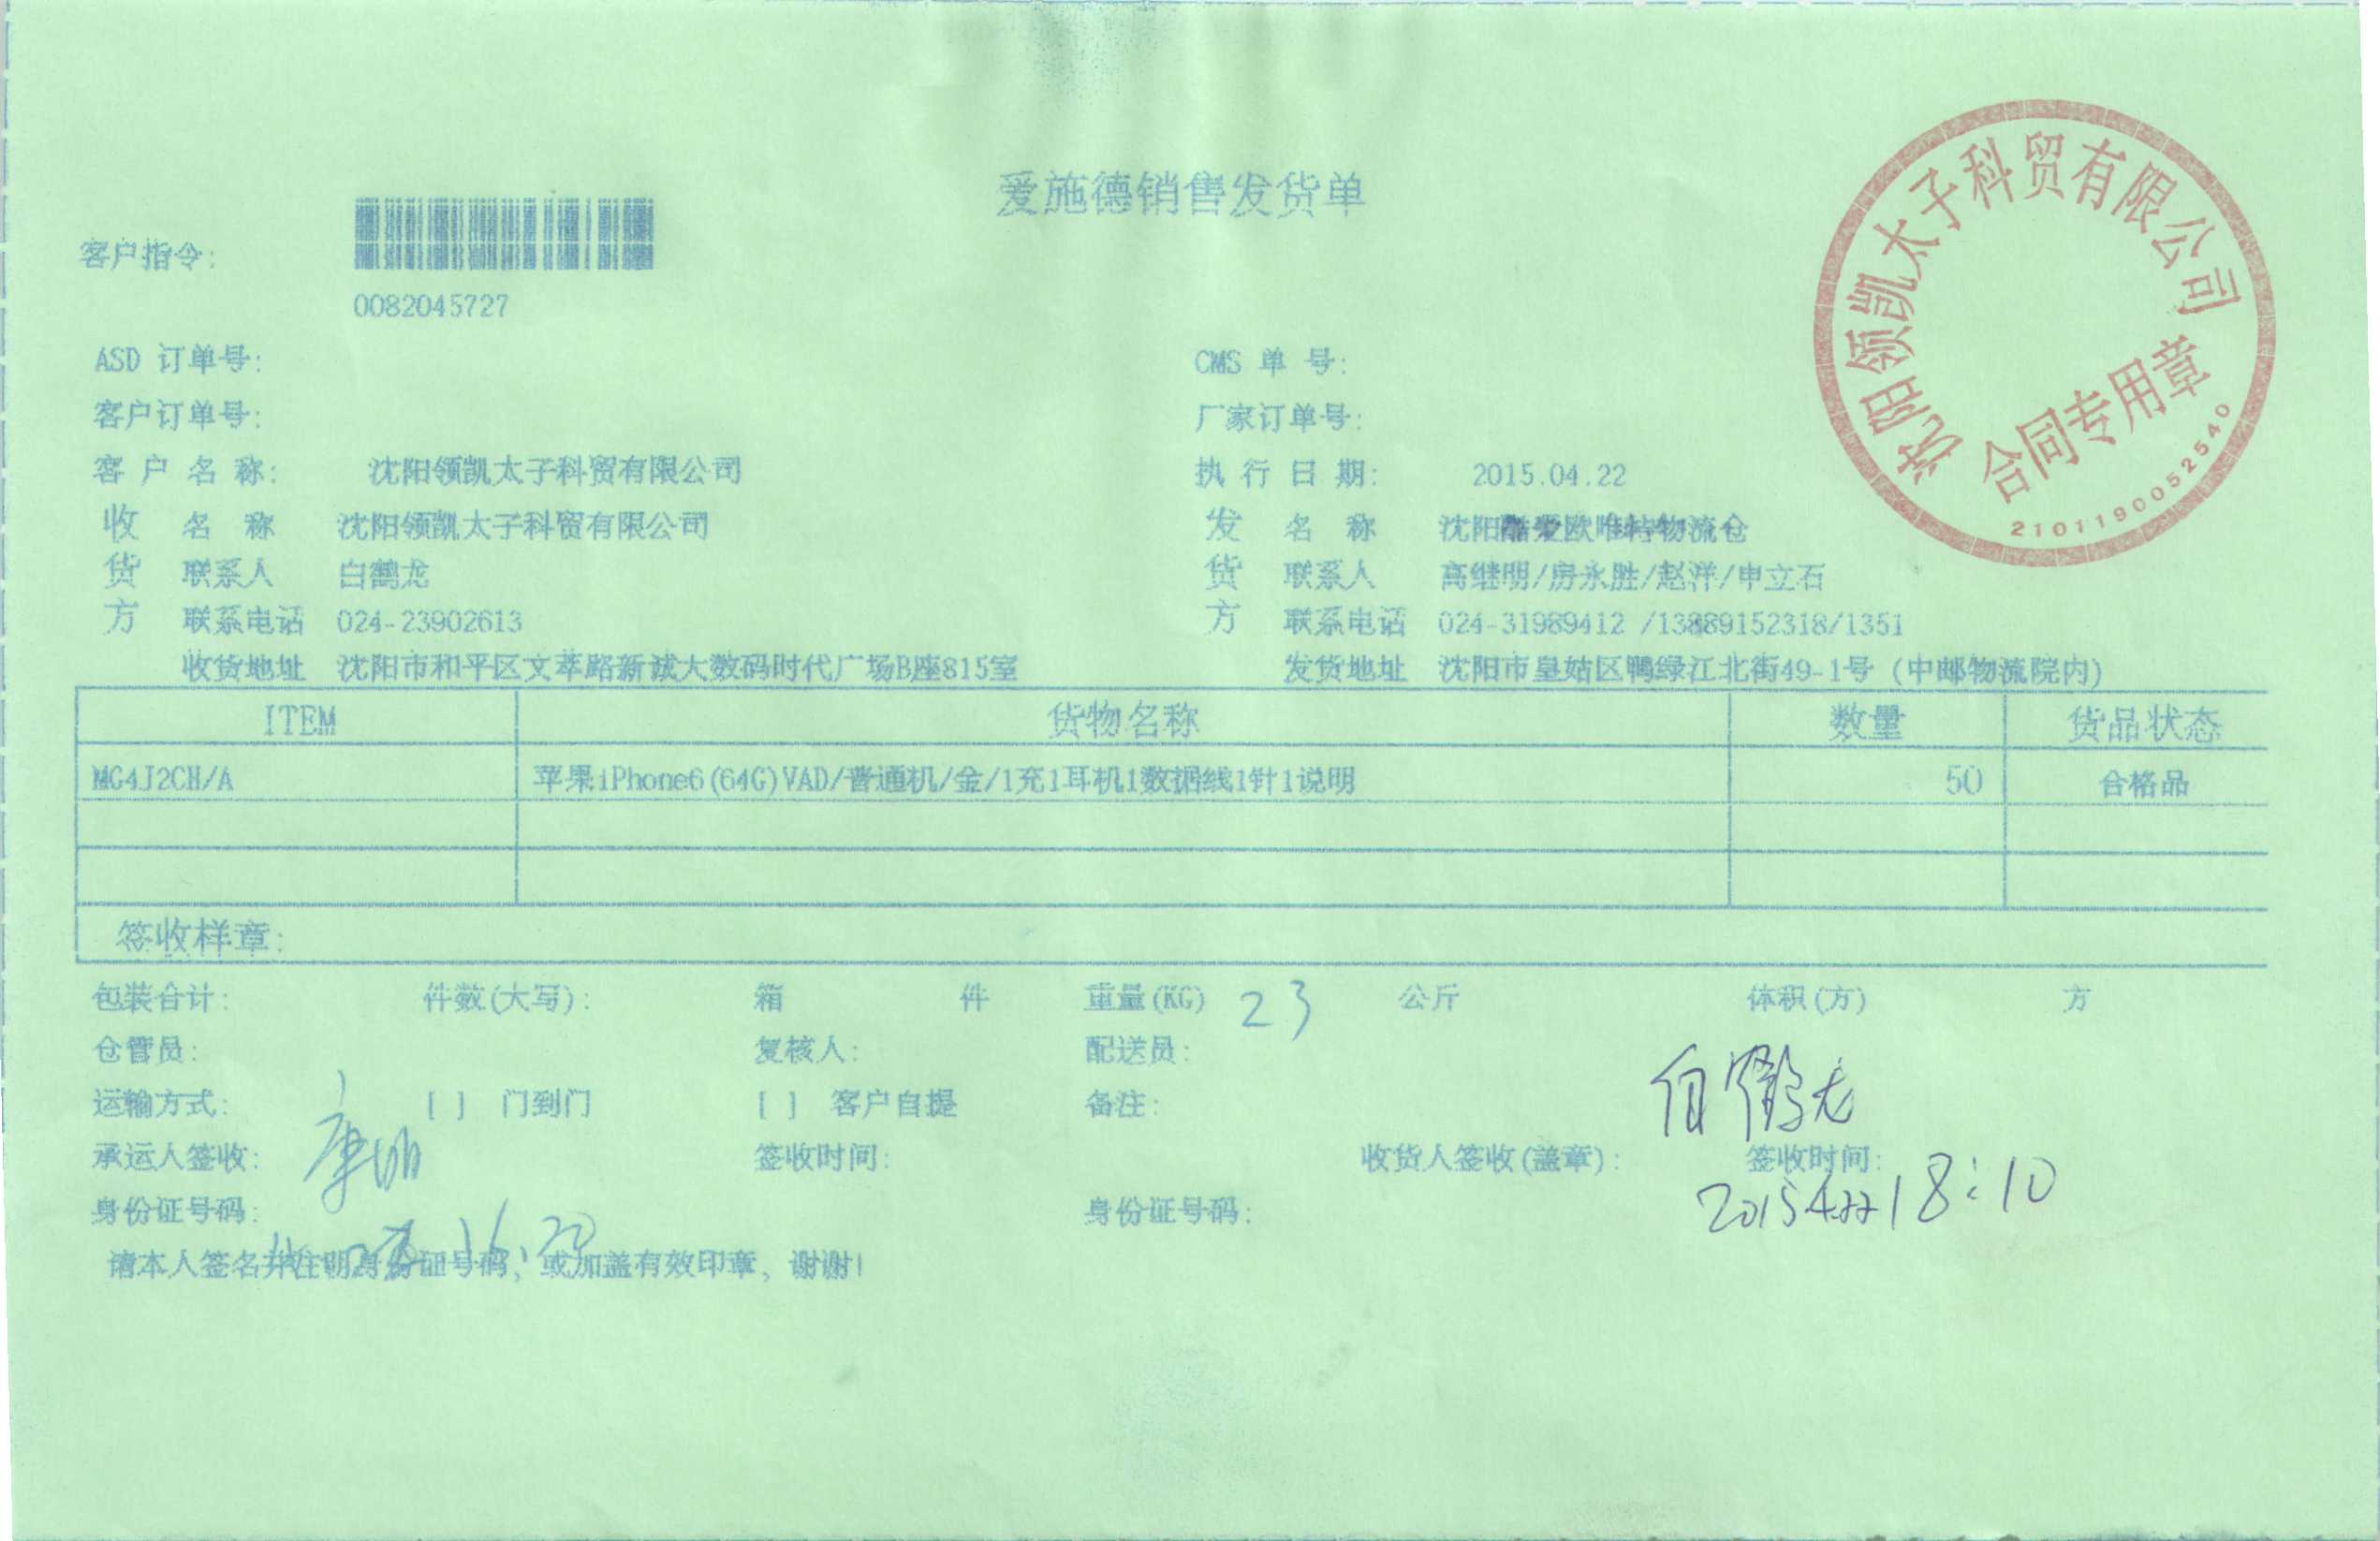 爱施德销售发货单
客户指令:
0082045727
ASD 订单号:
CMS 单 号:
客户订单号:
厂家订单号:
客 户 名 称: 沈阳领凯太子科贸有限公司
执 行 日 期: 2015.04.22
收 名 称 沈阳领凯太子科贸有限公司
发 名 称 沈阳酷爱欧唯特物流仓
货 联系人 白鹤龙
货 联系人 高继明/房永胜/赵洋/申立石
方 联系电话 024-23902613
方 联系电话 024-31989412 /13889152318/1351
收货地址 沈阳市和平区文萃路新诚大数码时代广场B座815室
发货地址 沈阳市皇姑区鸭绿江北街49-1号 (中邮物流院内)
沈阳领凯太子科贸有限公司
合同专用章
2101190052540
ITEM 货物名称 数量 货品状态
MG4J2CH/A 苹果iPhone6(64G)VAD/普通机/金/1充1耳机1数据线1针1说明 50 合格品
签收样章:
包装合计: 件数(大写): 箱 件 重量(KG) 23 公斤 体积(方) 方
仓管员: 复核人: 配送员:
运输方式: [ ] 门到门 [ ] 客户自提 备注:
白鹤龙
承运人签收: 签收时间: 收货人签收(盖章): 签收时间:
2015.4.22 18:10
身份证号码: 身份证号码:
16:20
请本人签名并注明身份证号码, 或加盖有效印章, 谢谢!